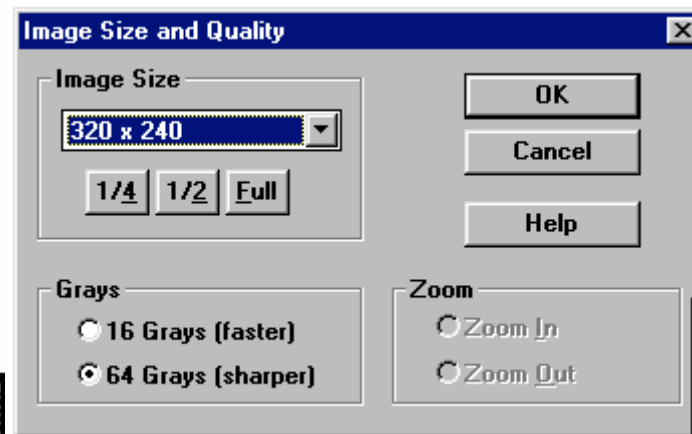 Image Size and Quality
Image Size
320 x 240
1/4 1/2 Full
OK
Cancel
Help
Grays
16 Grays (faster)
64 Grays (sharper)
Zoom
Zoom In
Zoom Out